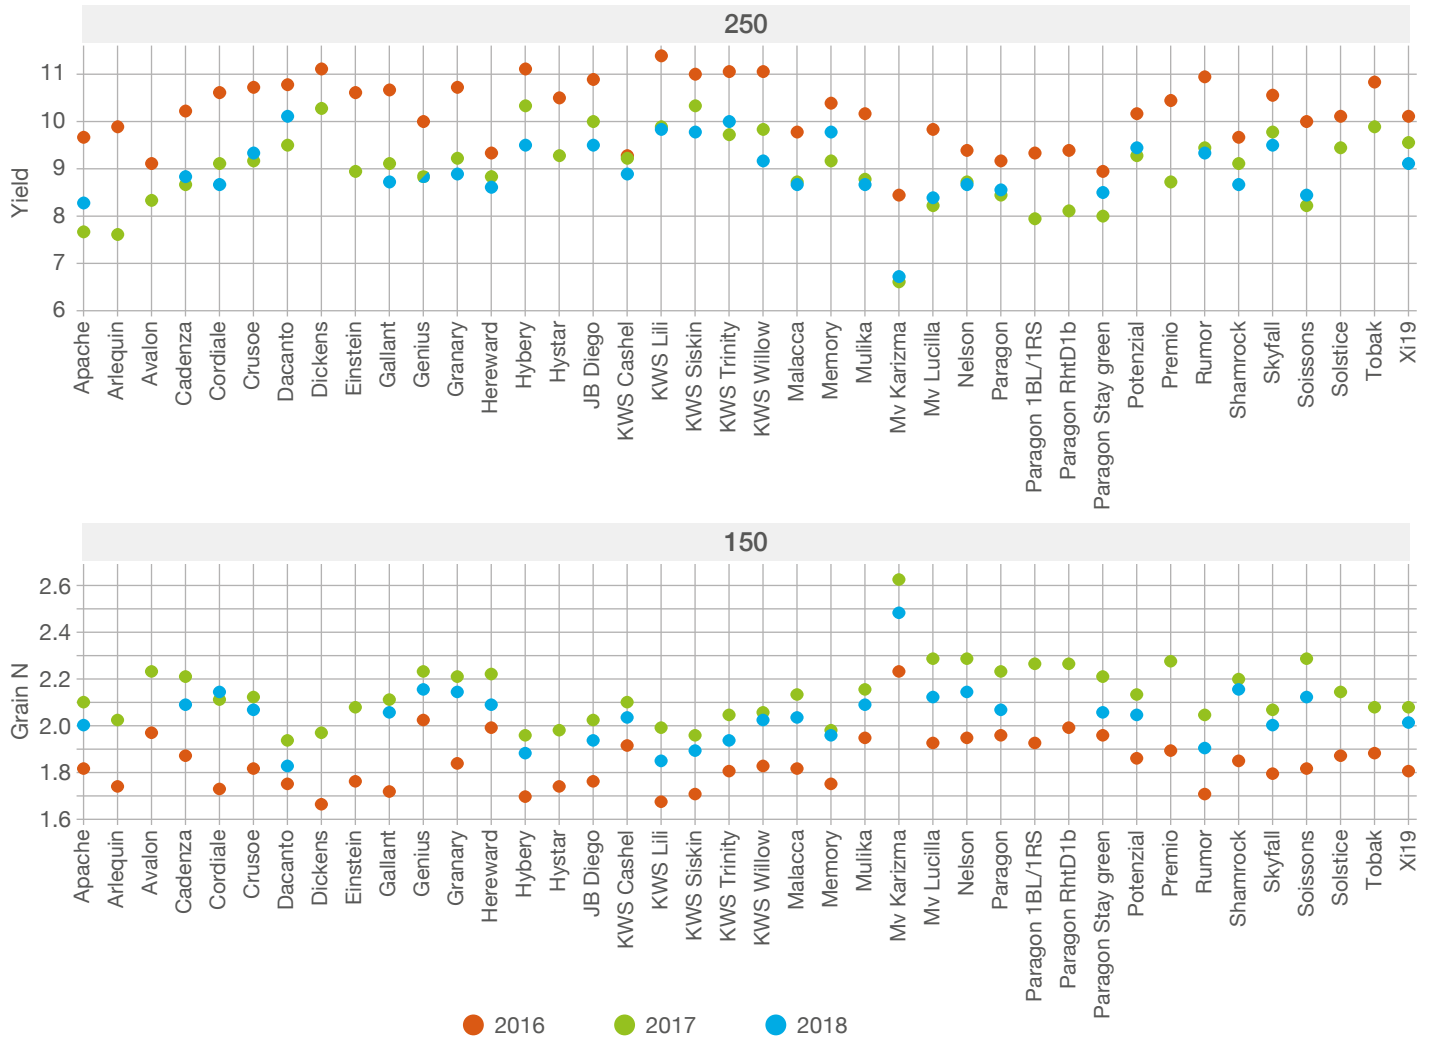 250
Yield
11
10
9
8
7
6
Apache
Arlequin
Avalon
Cadenza
Cordiale
Crusoe
Dacanto
Dickens
Einstein
Gallant
Genius
Granary
Hereward
Hybery
Hystar
JB Diego
KWS Cashel
KWS Lili
KWS Siskin
KWS Trinity
KWS Willow
Malacca
Memory
Mulika
Mv Karizma
Mv Lucilla
Nelson
Paragon
Paragon 1BL/1RS
Paragon RhtD1b
Paragon Stay green
Potenzial
Premio
Rumor
Shamrock
Skyfall
Soissons
Solstice
Tobak
Xi19
150
Grain N
2.6
2.4
2.2
2.0
1.8
1.6
Apache
Arlequin
Avalon
Cadenza
Cordiale
Crusoe
Dacanto
Dickens
Einstein
Gallant
Genius
Granary
Hereward
Hybery
Hystar
JB Diego
KWS Cashel
KWS Lili
KWS Siskin
KWS Trinity
KWS Willow
Malacca
Memory
Mulika
Mv Karizma
Mv Lucilla
Nelson
Paragon
Paragon 1BL/1RS
Paragon RhtD1b
Paragon Stay green
Potenzial
Premio
Rumor
Shamrock
Skyfall
Soissons
Solstice
Tobak
Xi19
2016
2017
2018